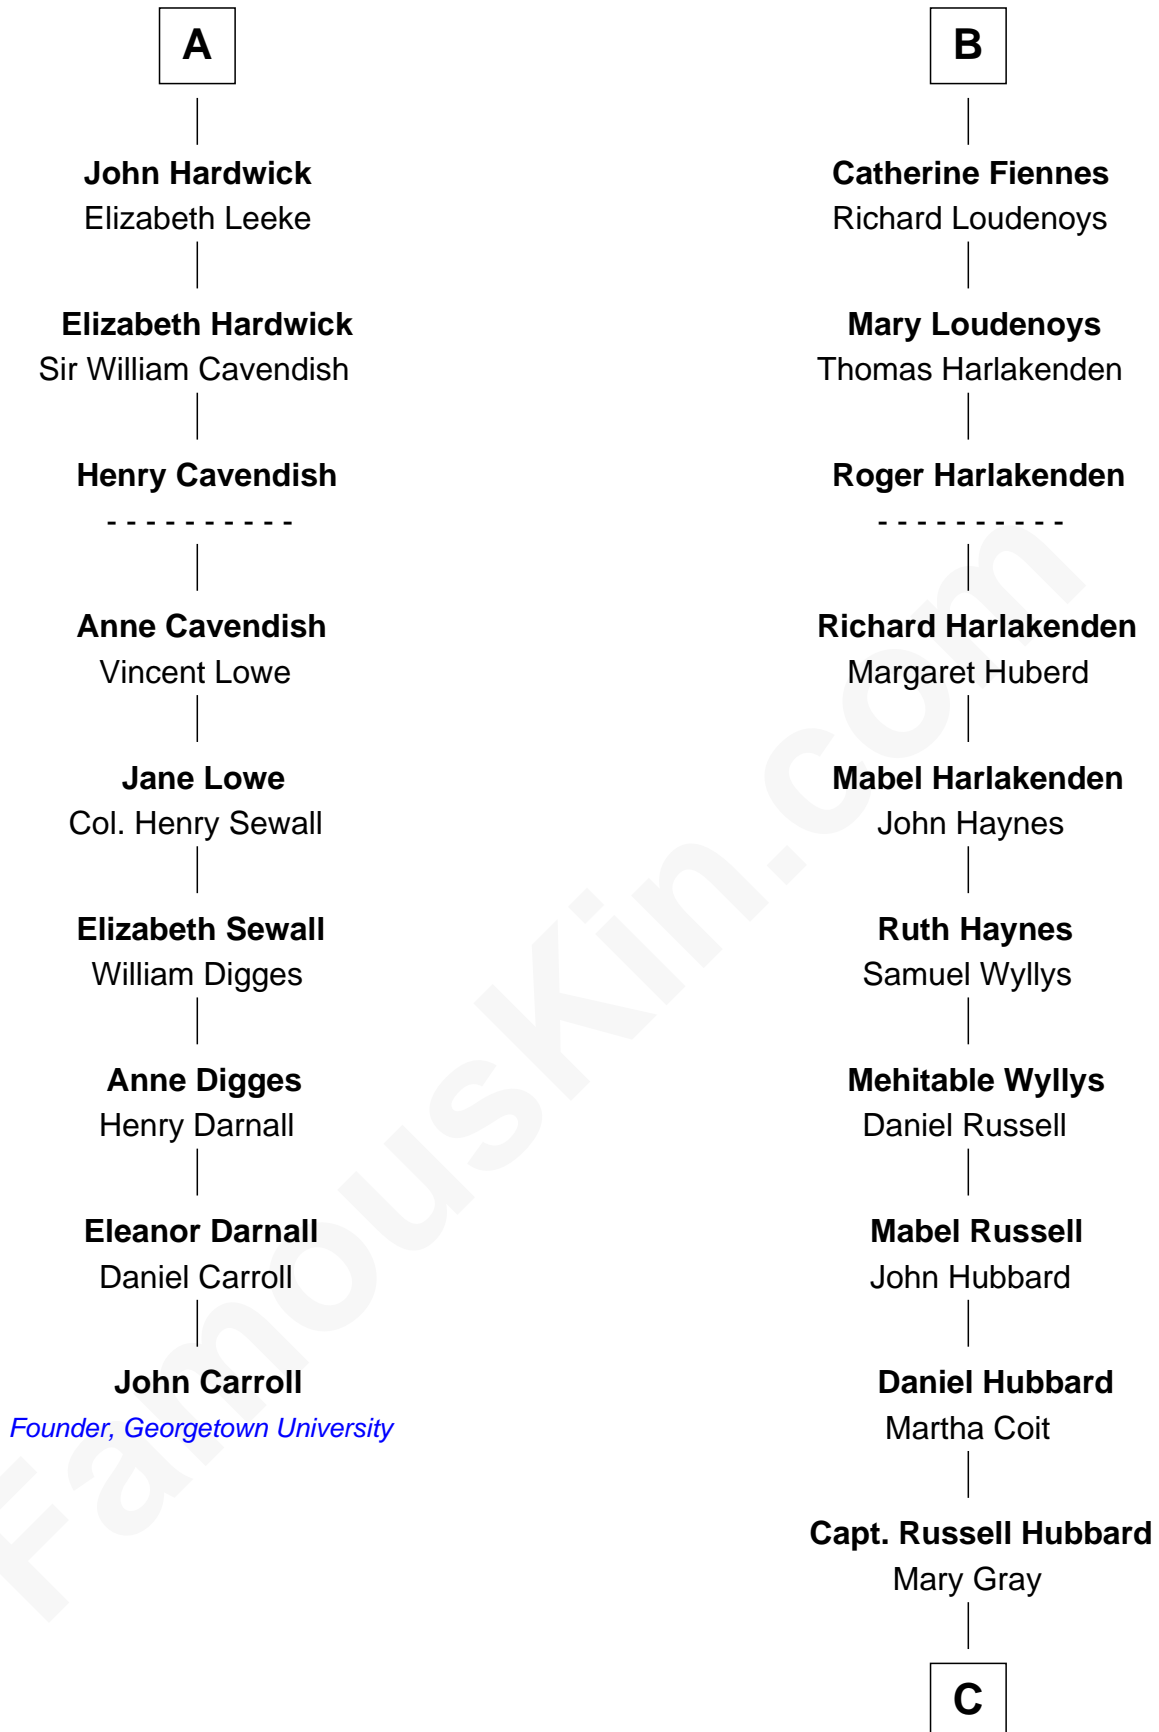 A
John Hardwick
Elizabeth Leeke
Elizabeth Hardwick
Sir William Cavendish
Henry Cavendish
- - - - - - - - - -
Anne Cavendish
Vincent Lowe
Jane Lowe
Col. Henry Sewall
Elizabeth Sewall
William Digges
Anne Digges
Henry Darnall
Eleanor Darnall
Daniel Carroll
John Carroll
Founder, Georgetown University
B
Catherine Fiennes
Richard Loudenoys
Mary Loudenoys
Thomas Harlakenden
Roger Harlakenden
- - - - - - - - - -
Richard Harlakenden
Margaret Huberd
Mabel Harlakenden
John Haynes
Ruth Haynes
Samuel Wyllys
Mehitable Wyllys
Daniel Russell
Mabel Russell
John Hubbard
Daniel Hubbard
Martha Coit
Capt. Russell Hubbard
Mary Gray
C
FamousKin.com